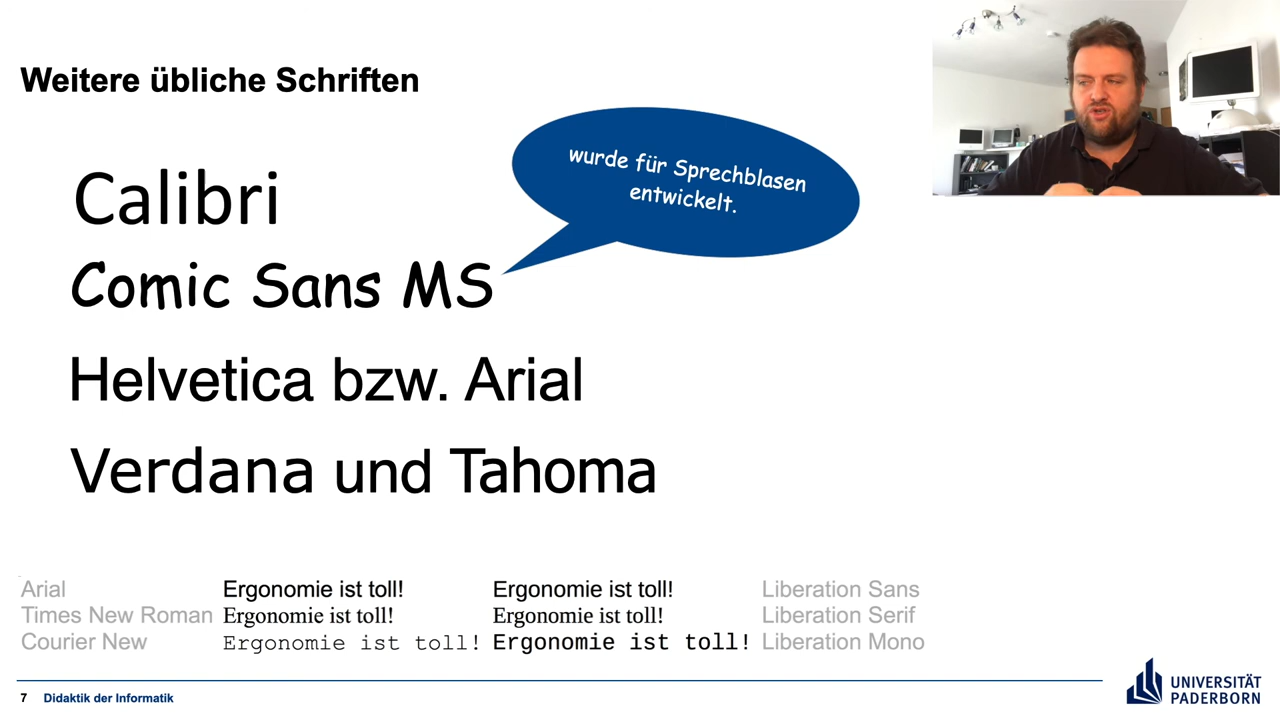 Weitere übliche Schriften
Calibri
wurde für Sprechblasen
entwickelt.
Comic Sans MS
Helvetica bzw. Arial
Verdana und Tahoma
Arial Ergonomie ist toll! Ergonomie ist toll! Liberation Sans
Times New Roman Ergonomie ist toll! Ergonomie ist toll! Liberation Serif
Courier New Ergonomie ist toll! Ergonomie ist toll! Liberation Mono
7 Didaktik der Informatik
UNIVERSITÄT
PADERBORN